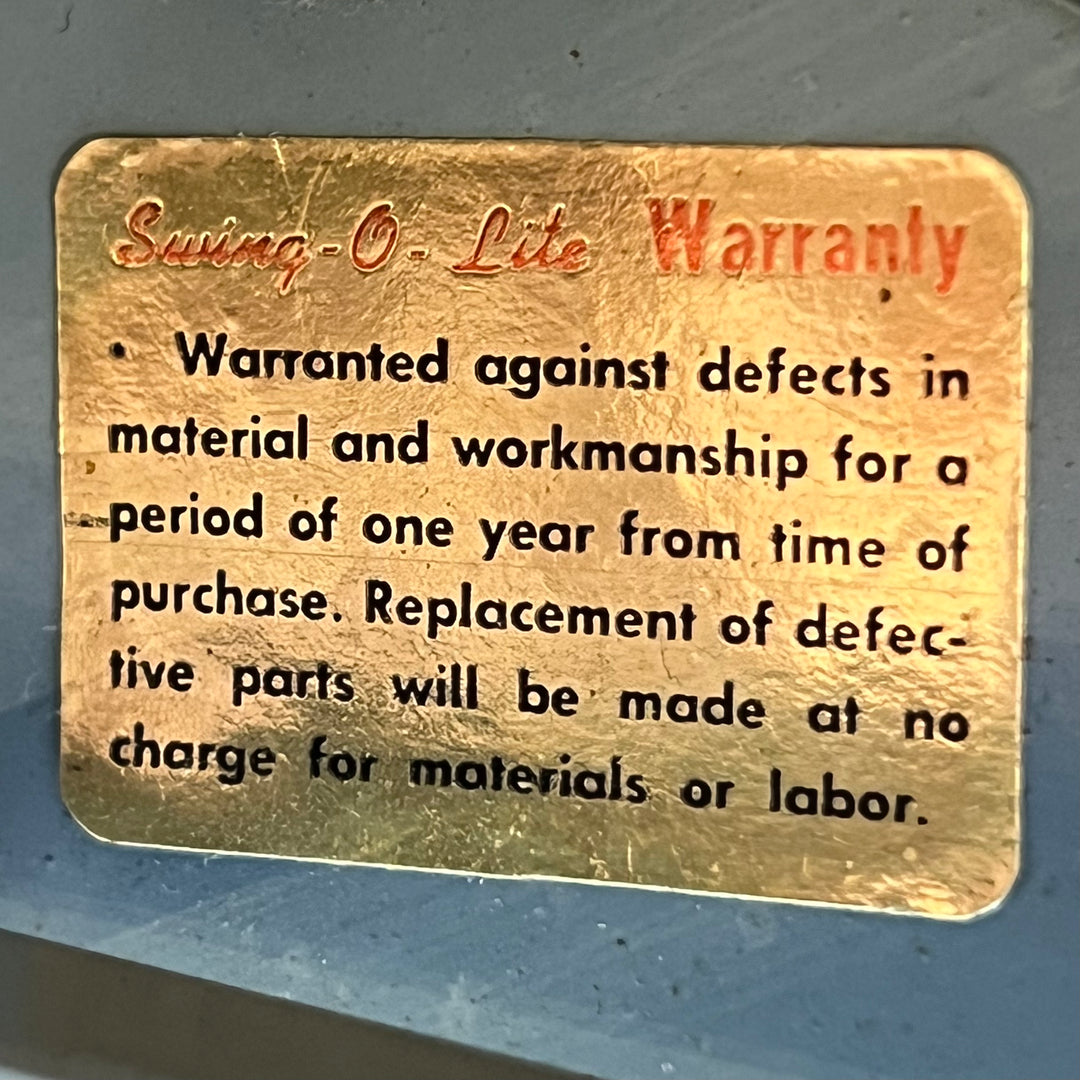 Swing-O-Lite Warranty
• Warranted against defects in
material and workmanship for a
period of one year from time of
purchase. Replacement of defec-
tive parts will be made at no
charge for materials or labor.